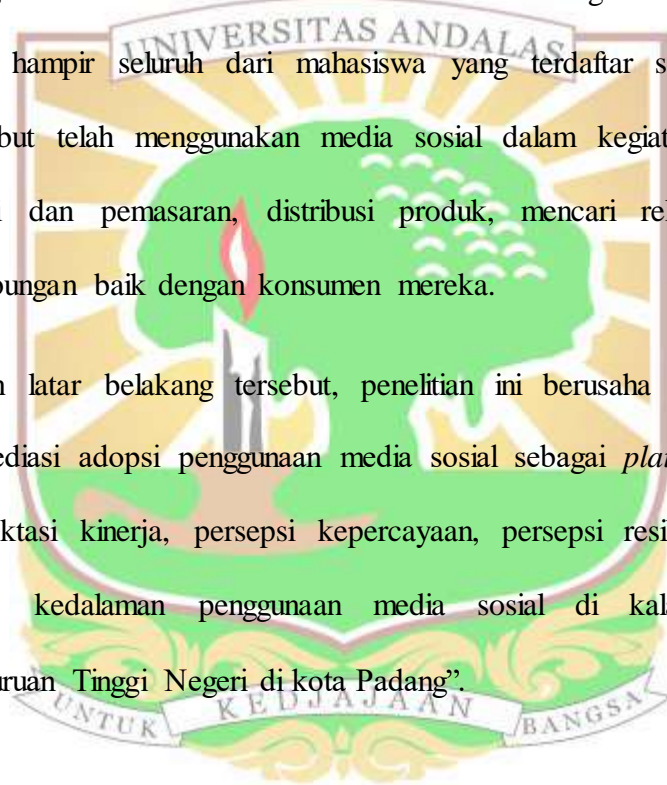 UNIVERSITAS ANDALAS
hampir seluruh dari mahasiswa yang terdaftar s
but telah menggunakan media sosial dalam kegiat
i dan pemasaran, distribusi produk, mencari rel
bungan baik dengan konsumen mereka.
n latar belakang tersebut, penelitian ini berusaha
ediasi adopsi penggunaan media sosial sebagai plat
ktasi kinerja, persepsi kepercayaan, persepsi resi
kedalaman penggunaan media sosial di kal
uruan Tinggi Negeri di kota Padang”.
UNTUK KEDJAJAAN BANGSA